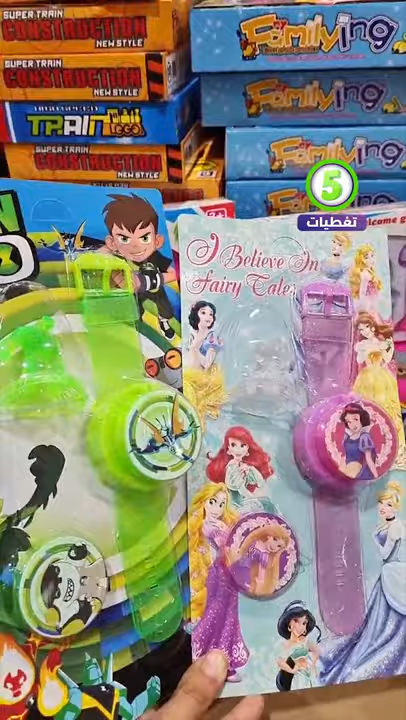 SUPER TRAIN
CONSTRUCTION
NEW STYLE
SUPER TRAIN
CONSTRUCTION
NEW STYLE
TRAIN
LOGO
SUPER TRAIN
CONSTRUCTION
NEW STYLE
Familying
Familying
Familying
5
تغطيات
I Believe In
Fairy Tales